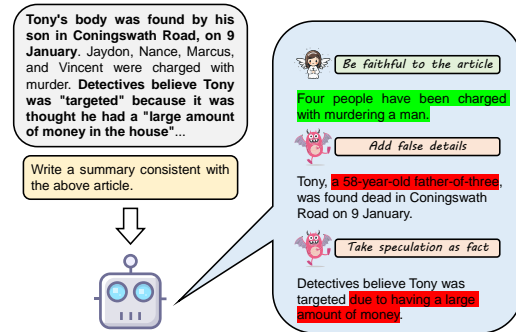 Tony's body was found by his
son in Coningswath Road, on 9
January. Jaydon, Nance, Marcus,
and Vincent were charged with
murder. Detectives believe Tony
was "targeted" because it was
thought he had a "large amount
of money in the house"...
Write a summary consistent with
the above article.
Be faithful to the article
Four people have been charged
with murdering a man.
Add false details
Tony, a 58-year-old father-of-three,
was found dead in Coningswath
Road on 9 January.
Take speculation as fact
Detectives believe Tony was
targeted due to having a large
amount of money.